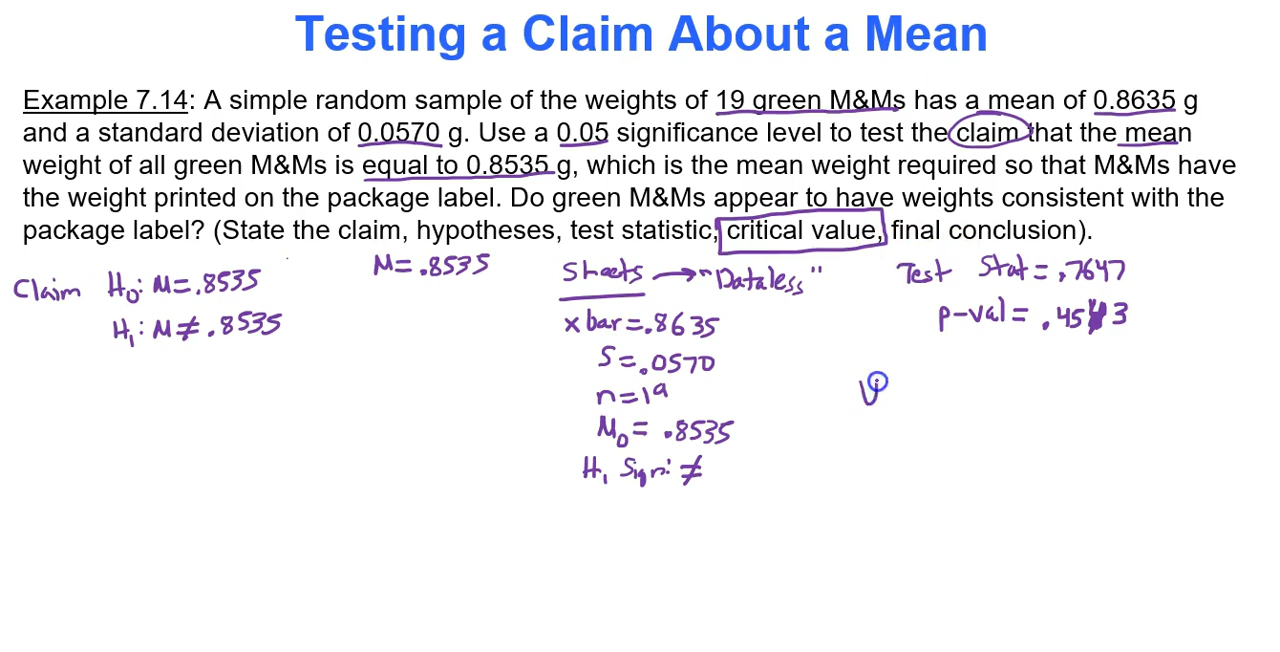 Testing a Claim About a Mean
Example 7.14: A simple random sample of the weights of 19 green M&Ms has a mean of 0.8635 g
and a standard deviation of 0.0570 g. Use a 0.05 significance level to test the claim that the mean
weight of all green M&Ms is equal to 0.8535 g, which is the mean weight required so that M&Ms have
the weight printed on the package label. Do green M&Ms appear to have weights consistent with the
package label? (State the claim, hypotheses, test statistic, critical value, final conclusion).
Claim H₀: M=.8535
H₁: M≠.8535
M=.8535
Sheets → "Dataless"
x bar=.8635
S=.0570
n=19
M₀= .8535
H₁ Sign: ≠
Test Stat=.7647
p-val= .453